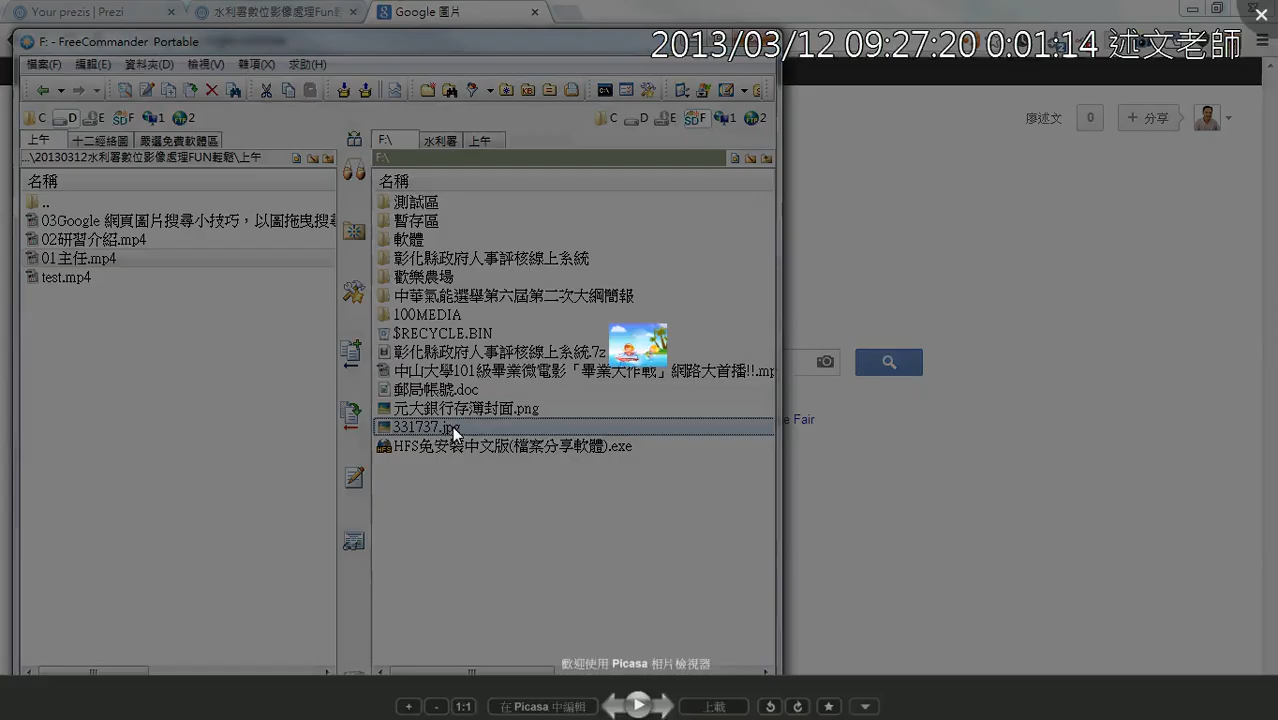 Your prezis | Prezi
水利署數位影像處理Fun輕
Google 圖片
F: - FreeCommander Portable
2013/03/12 09:27:20 0:01:14 述文老師
檔案(F) 編輯(E) 資料夾(D) 檢視(V) 雜項(X) 求助(H)
C D E F 1 2
C D E F 1 2
廖述文 0 + 分享
上午 十二經絡圖 嚴選免費軟體區
F:\ 水利署 上午
...\20130312水利署數位影像處理FUN輕鬆\上午
F:\
名稱
..
03Google 網頁圖片搜尋小技巧，以圖拖曳搜尋
02研習介紹.mp4
01主任.mp4
test.mp4
名稱
測試區
暫存區
軟體
彰化縣政府人事評核線上系統
歡樂農場
中華氣能選舉第六屆第二次大綱簡報
100MEDIA
$RECYCLE.BIN
彰化縣政府人事評核線上系統.7z
中山大學101級畢業微電影「畢業大作戰」網路大首播!!.mp
郵局帳號.doc
元大銀行存簿封面.png
331737.jpg
HFS免安裝中文版(檔案分享軟體).exe
e Fair
歡迎使用 Picasa 相片檢視器
+ - 1:1 在 Picasa 中編輯 上載